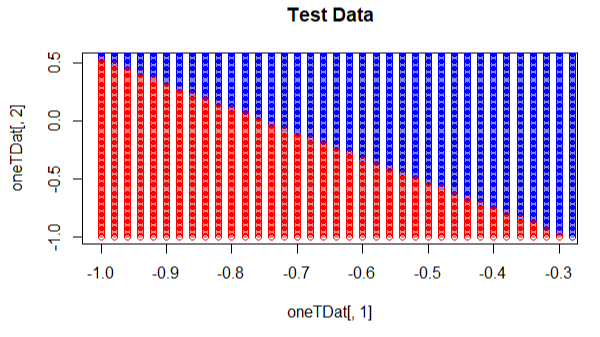 Test Data
oneTDat[, 2]
0.5
0.0
-0.5
-1.0
-1.0 -0.9 -0.8 -0.7 -0.6 -0.5 -0.4 -0.3
oneTDat[, 1]